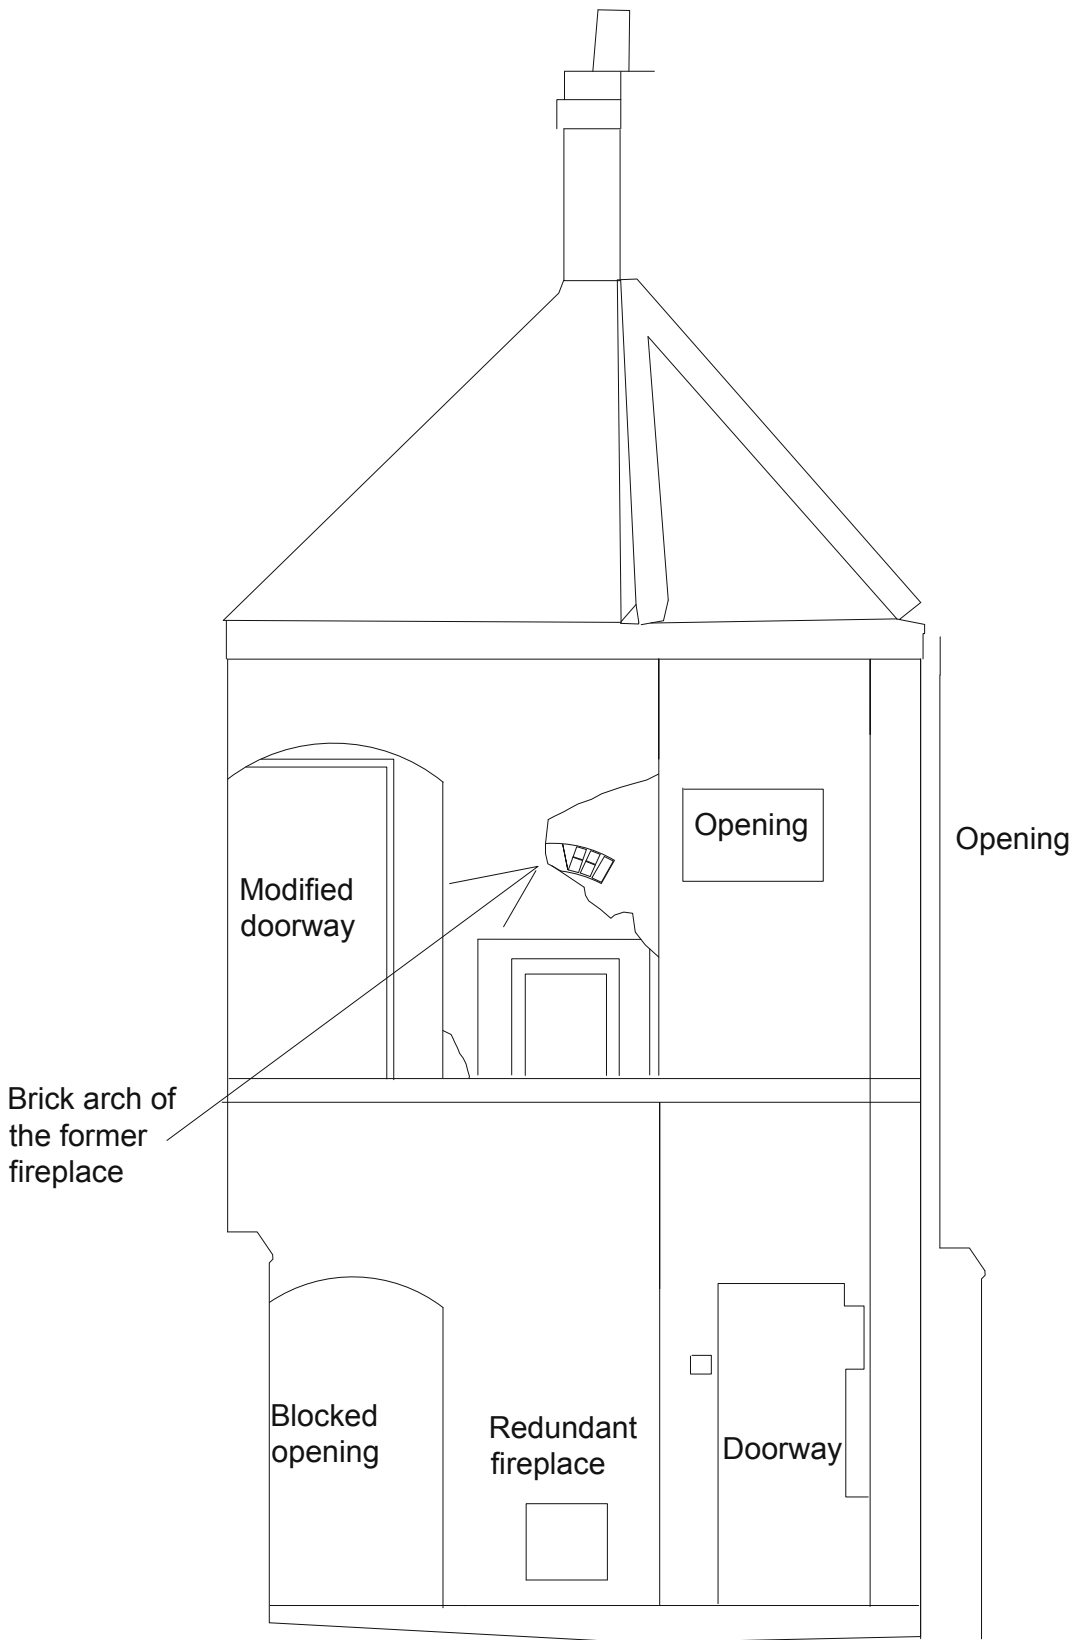 Opening
Opening
Modified
doorway
Brick arch of
the former
fireplace
Blocked
opening
Redundant
fireplace
Doorway